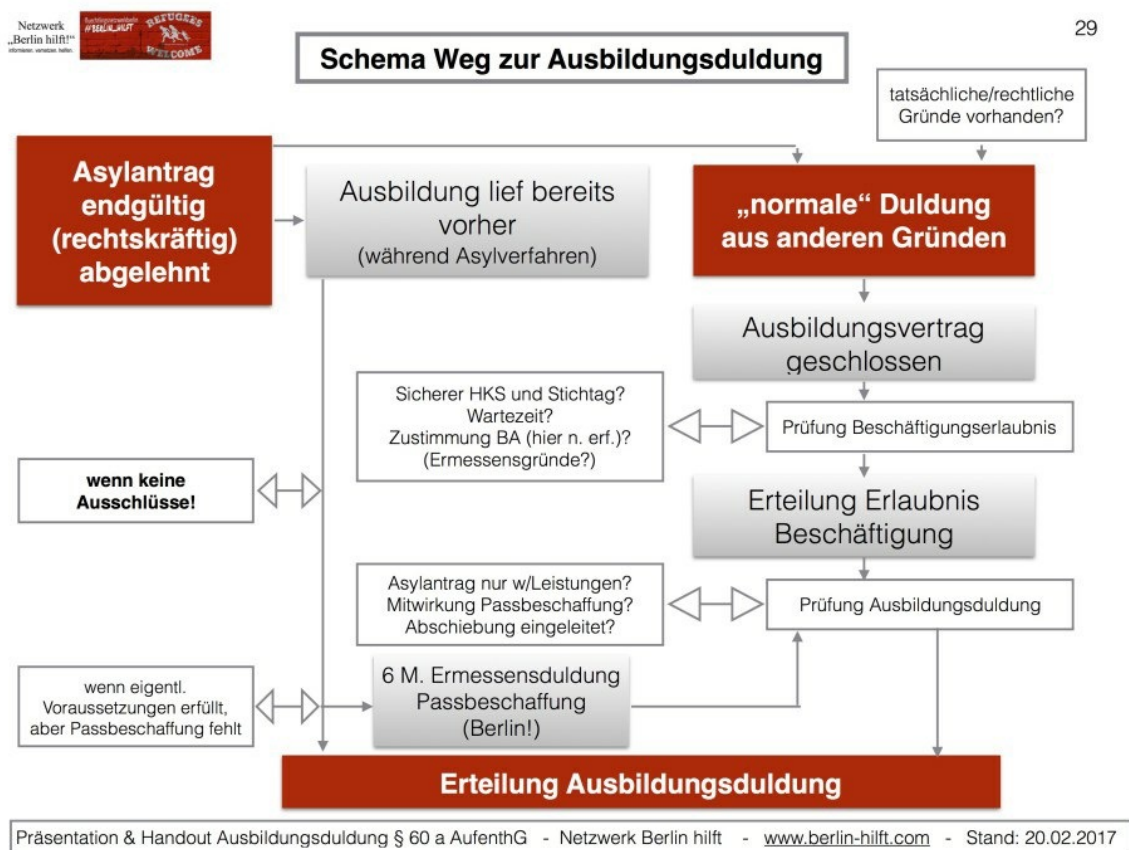 Netzwerk
„Berlin hilft!“
informieren. vernetzen. helfen.
#BERLIN_HILFT
REFUGEES
WELCOME
29
Schema Weg zur Ausbildungsduldung
tatsächliche/rechtliche
Gründe vorhanden?
Asylantrag
endgültig
(rechtskräftig)
abgelehnt
Ausbildung lief bereits
vorher
(während Asylverfahren)
„normale“ Duldung
aus anderen Gründen
Ausbildungsvertrag
geschlossen
Sicherer HKS und Stichtag?
Wartezeit?
Zustimmung BA (hier n. erf.)?
(Ermessensgründe?)
Prüfung Beschäftigungserlaubnis
wenn keine
Ausschlüsse!
Erteilung Erlaubnis
Beschäftigung
Asylantrag nur w/Leistungen?
Mitwirkung Passbeschaffung?
Abschiebung eingeleitet?
Prüfung Ausbildungsduldung
wenn eigentl.
Voraussetzungen erfüllt,
aber Passbeschaffung fehlt
6 M. Ermessensduldung
Passbeschaffung
(Berlin!)
Erteilung Ausbildungsduldung
Präsentation & Handout Ausbildungsduldung § 60 a AufenthG - Netzwerk Berlin hilft - www.berlin-hilft.com - Stand: 20.02.2017